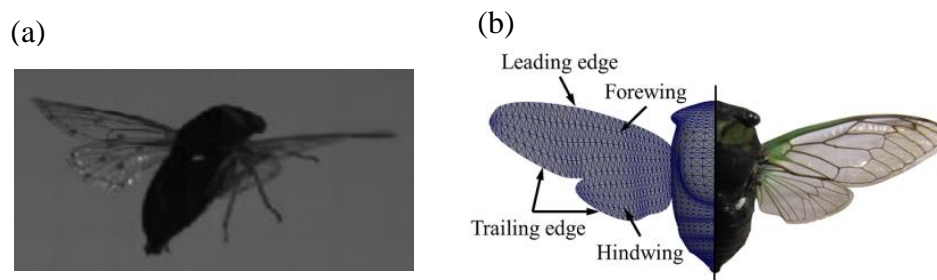 (a)
(b)
Leading edge
Forewing
Trailing edge
Hindwing